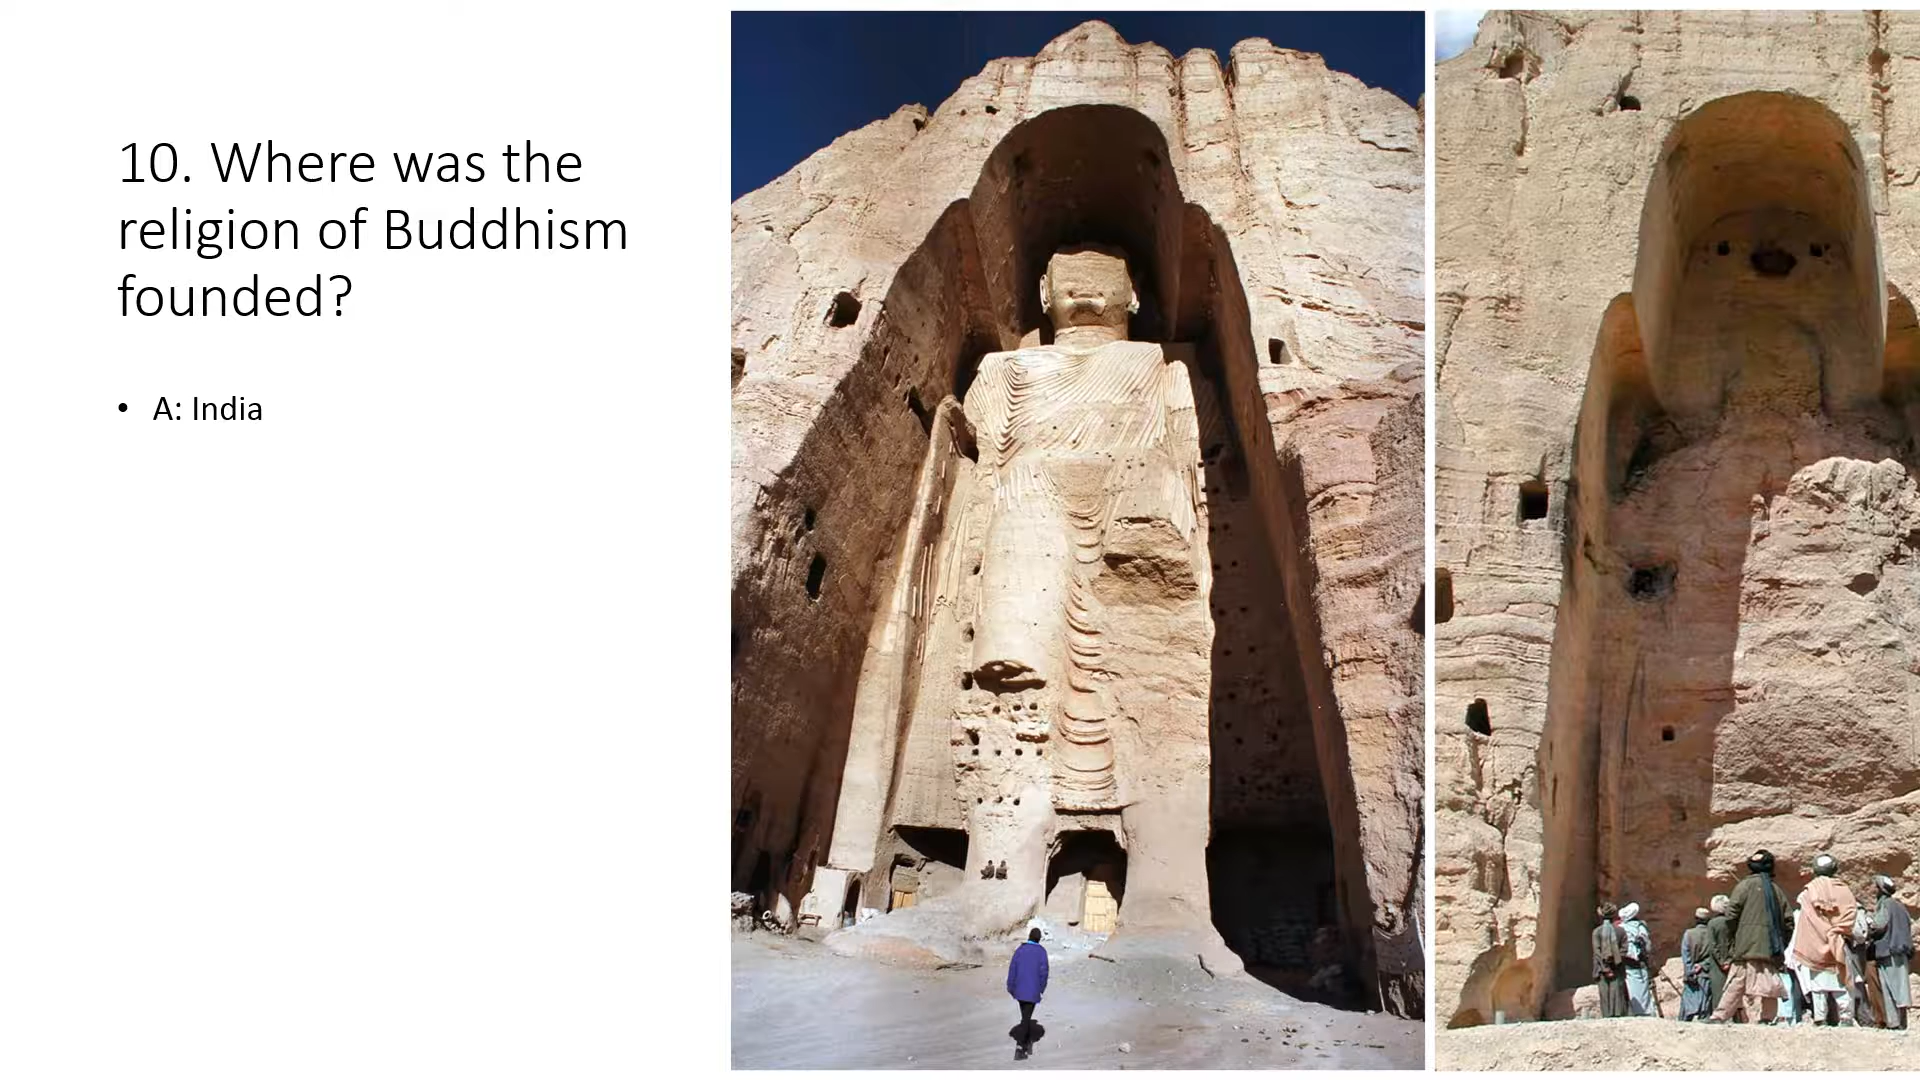 10. Where was the
religion of Buddhism
founded?
• A: India